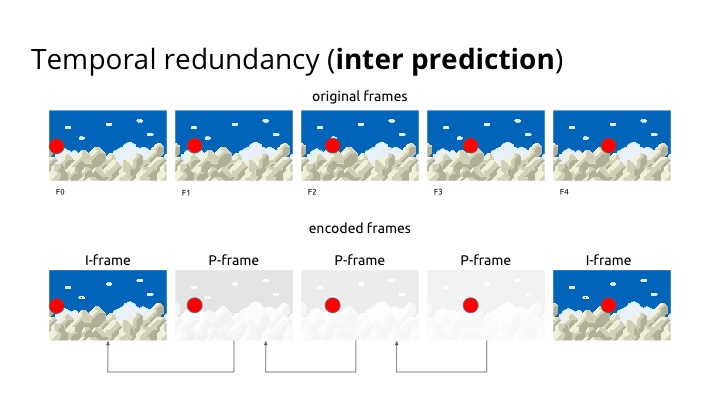 Temporal redundancy (inter prediction)
original frames
F0 F1 F2 F3 F4
encoded frames
I-frame P-frame P-frame P-frame I-frame